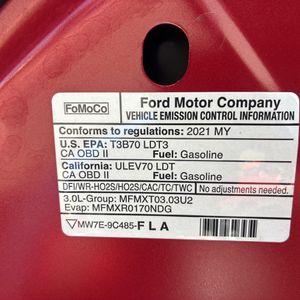 FoMoCo
Ford Motor Company
VEHICLE EMISSION CONTROL INFORMATION
Conforms to regulations: 2021 MY
U.S. EPA: T3B70 LDT3
CA OBD II Fuel: Gasoline
California: ULEV70 LDT
CA OBD II Fuel: Gasoline
DFI/WR-HO2S/HO2S/CAC/TC/TWC No adjustments needed.
3.0L-Group: MFMXT03.03U2
Evap: MFMXR0170NDG
MW7E-9C485-FLA